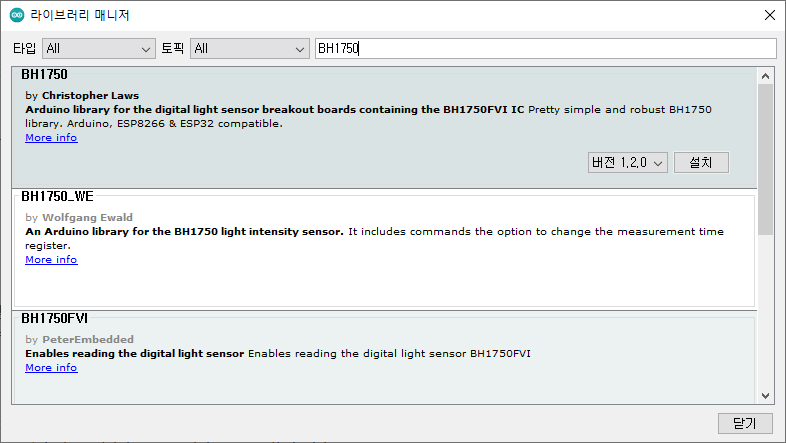 라이브러리 매니저
타입 All 토픽 All BH1750
BH1750
by Christopher Laws
Arduino library for the digital light sensor breakout boards containing the BH1750FVI IC Pretty simple and robust BH1750
library. Arduino, ESP8266 & ESP32 compatible.
More info
버전 1.2.0 설치
BH1750_WE
by Wolfgang Ewald
An Arduino library for the BH1750 light intensity sensor. It includes commands the option to change the measurement time
register.
More info
BH1750FVI
by PeterEmbedded
Enables reading the digital light sensor Enables reading the digital light sensor BH1750FVI
More info
닫기